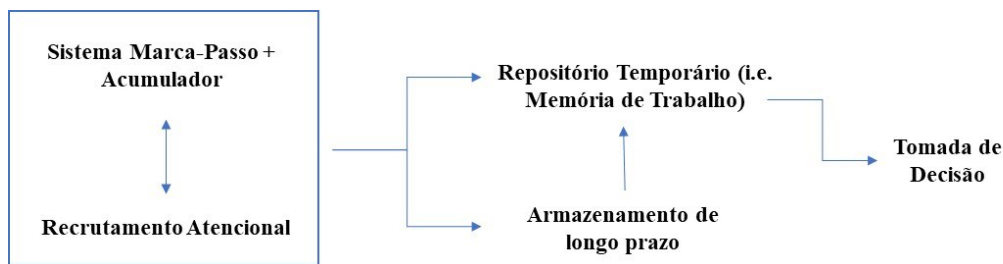 Sistema Marca-Passo +
Acumulador
Recrutamento Atencional
Repositório Temporário (i.e.
Memória de Trabalho)
Armazenamento de
longo prazo
Tomada de
Decisão